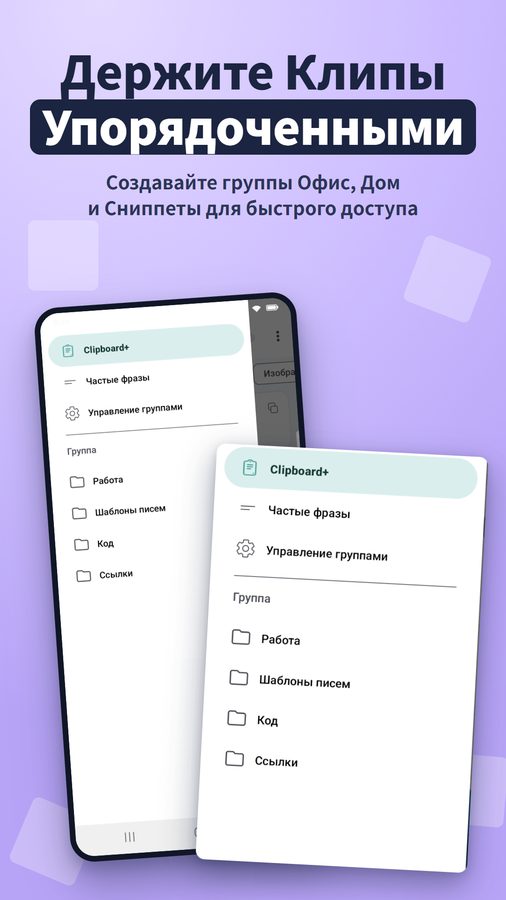 Держите Клипы
Упорядоченными
Создавайте группы Офис, Дом
и Сниппеты для быстрого доступа
Clipboard+
Частые фразы
Управление группами
Группа
Работа
Шаблоны писем
Код
Ссылки
Clipboard+
Частые фразы
Управление группами
Группа
Работа
Шаблоны писем
Код
Ссылки